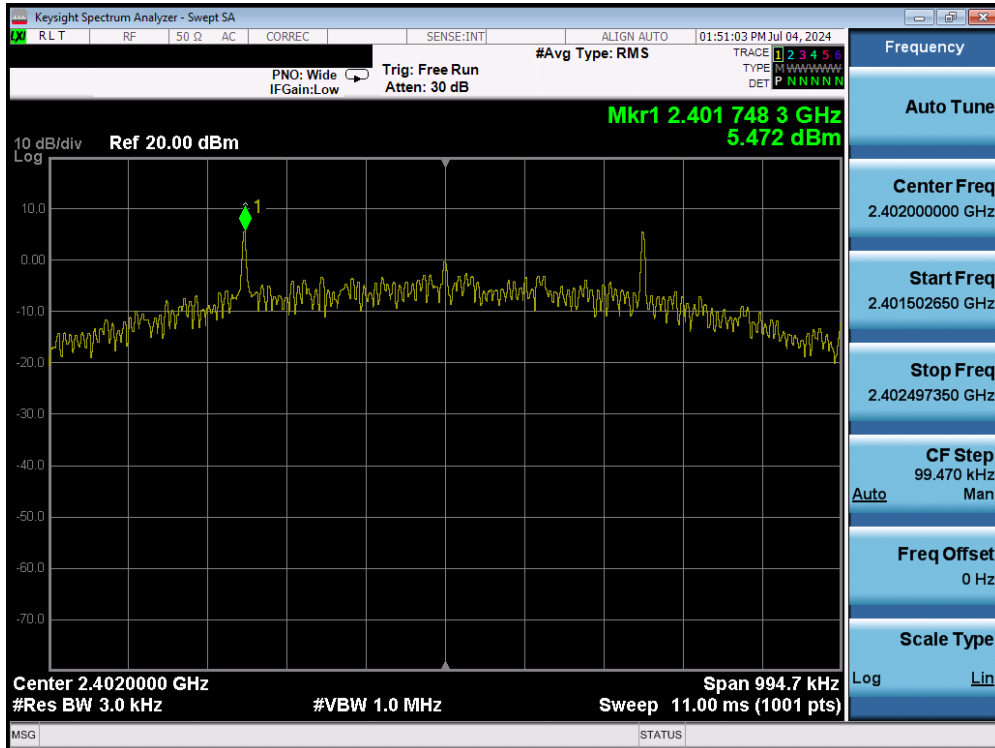 Keysight Spectrum Analyzer - Swept SA
LXI RLT RF 50 Ω AC CORREC SENSE:INT ALIGN AUTO 01:51:03 PM Jul 04, 2024
PNO: Wide
IFGain:Low
Trig: Free Run
Atten: 30 dB
#Avg Type: RMS
TRACE 1 2 3 4 5 6
TYPE M W W W W W
DET P N N N N N
Mkr1 2.401 748 3 GHz
5.472 dBm
10 dB/div
Log
Ref 20.00 dBm
1
10.0
0.00
-10.0
-20.0
-30.0
-40.0
-50.0
-60.0
-70.0
Center 2.4020000 GHz
Span 994.7 kHz
#Res BW 3.0 kHz
#VBW 1.0 MHz
Sweep 11.00 ms (1001 pts)
MSG
STATUS
Frequency
Auto Tune
Center Freq
2.402000000 GHz
Start Freq
2.401502650 GHz
Stop Freq
2.402497350 GHz
CF Step
99.470 kHz
Auto Man
Freq Offset
0 Hz
Scale Type
Log Lin